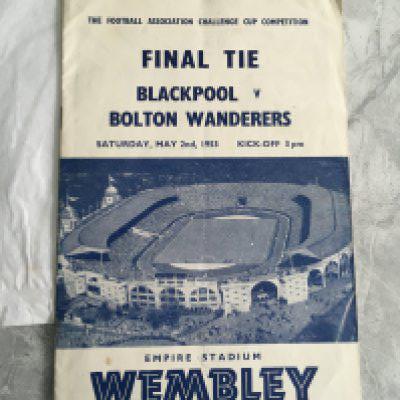 THE FOOTBALL ASSOCIATION CHALLENGE CUP COMPETITION
FINAL TIE
BLACKPOOL v
BOLTON WANDERERS
SATURDAY, MAY 2nd, 1953 KICK-OFF 3 pm
EMPIRE STADIUM
WEMBLEY